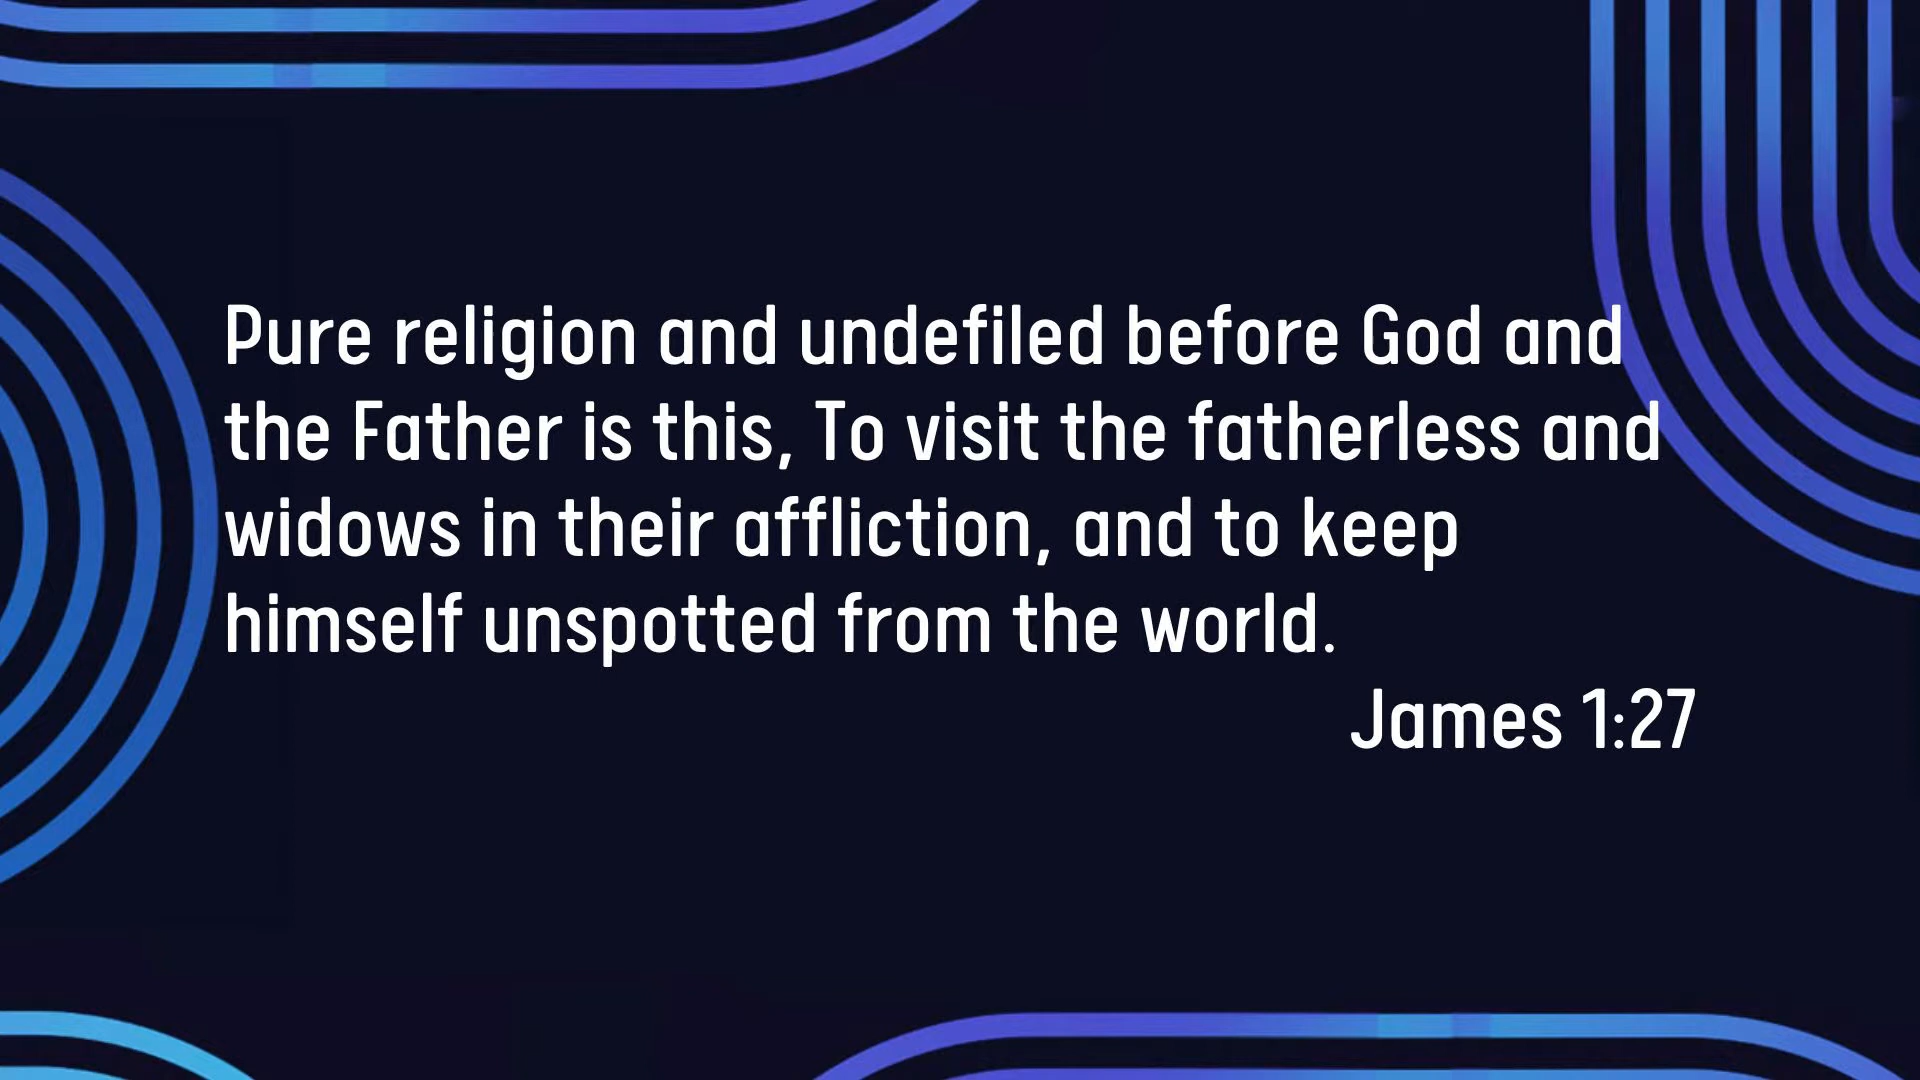 Pure religion and undefiled before God and
the Father is this, To visit the fatherless and
widows in their affliction, and to keep
himself unspotted from the world.
James 1:27